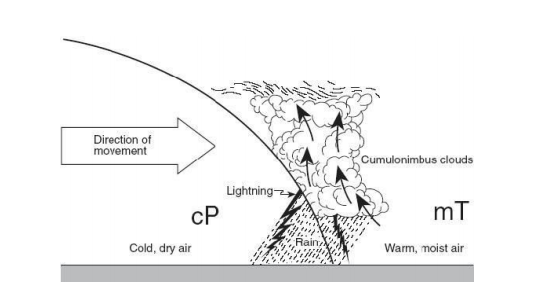 Direction of
movement
Cumulonimbus clouds
Lightning
cP
mT
Rain
Cold, dry air
Warm, moist air